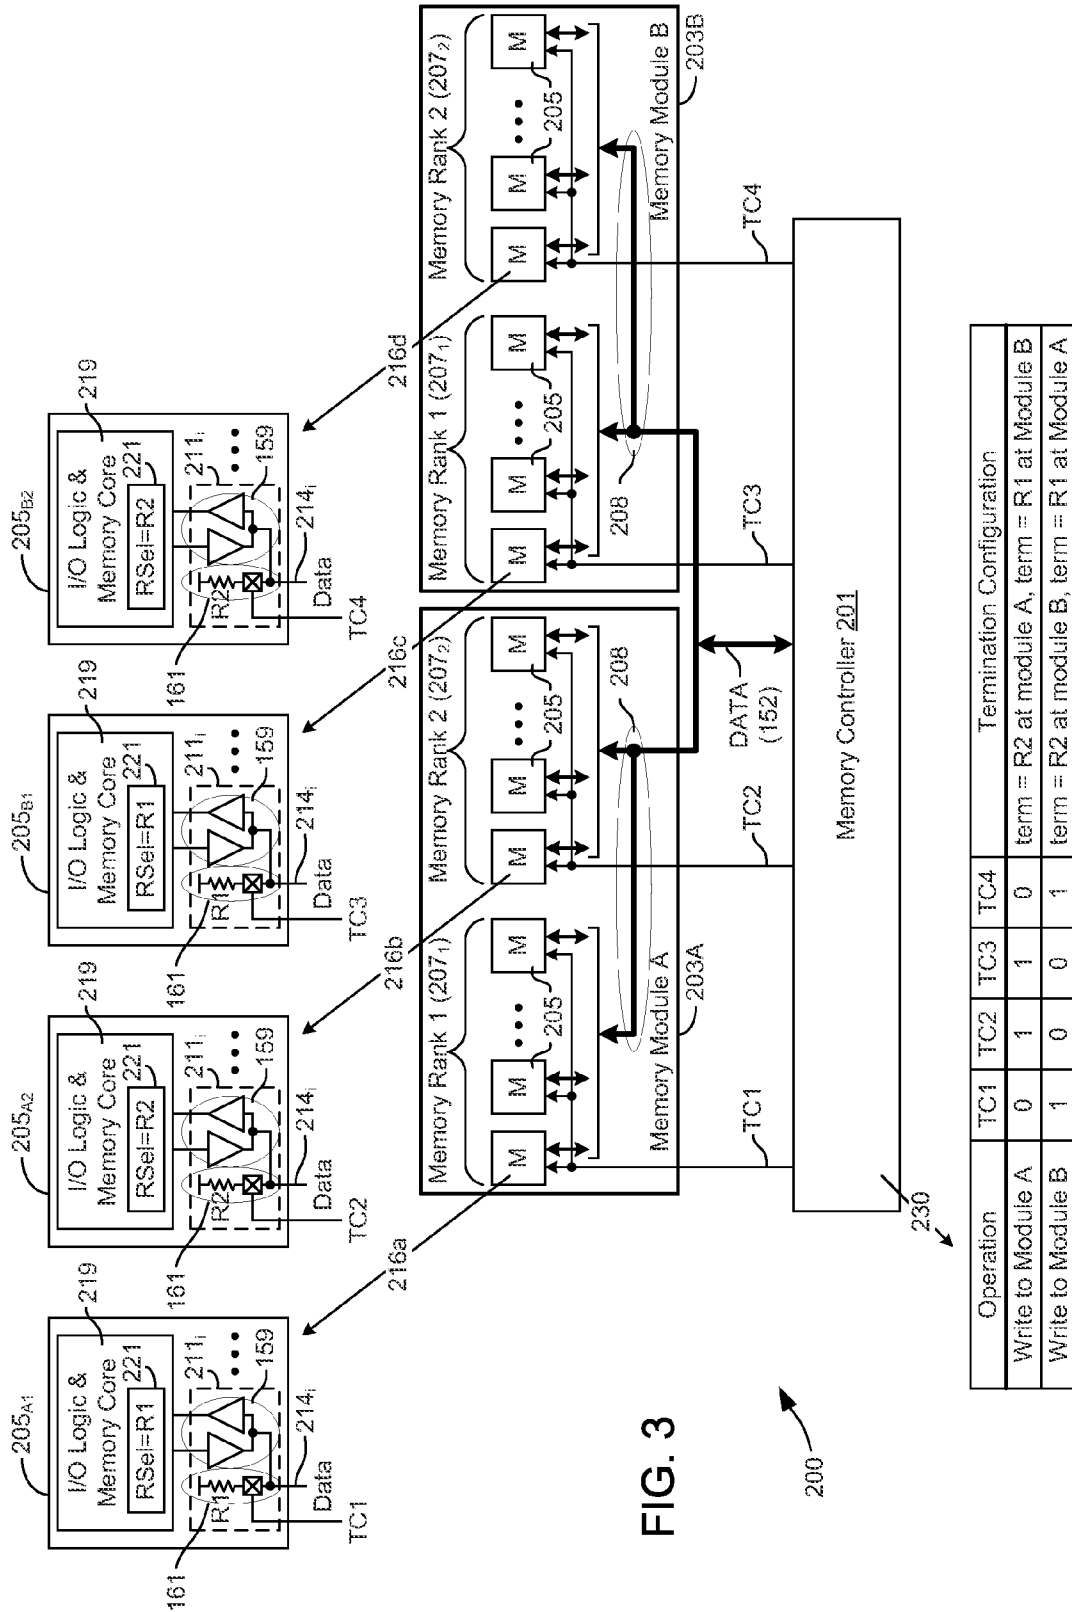 205A1
219
I/O Logic &
Memory Core
221
RSel=R1
211i
159
R1
161
214i
Data
TC1
205A2
219
I/O Logic &
Memory Core
221
RSel=R2
211i
159
R2
161
214i
Data
TC2
205B1
219
I/O Logic &
Memory Core
221
RSel=R1
211i
159
R1
161
214i
Data
TC3
205B2
219
I/O Logic &
Memory Core
221
RSel=R2
211i
159
R2
161
214i
Data
TC4
216a
216b
216c
216d
Memory Rank 1 (207₁)
M M M
205
Memory Rank 2 (207₂)
M M M
205
Memory Rank 1 (207₁)
M M M
205
Memory Rank 2 (207₂)
M M M
205
208
208
Memory Module A
203A
Memory Module B
203B
TC1
TC2
DATA
(152)
TC3
TC4
Memory Controller 201
230
FIG. 3
200
Operation TC1 TC2 TC3 TC4 Termination Configuration
Write to Module A 0 1 1 0 term = R2 at module A, term = R1 at Module B
Write to Module B 1 0 0 1 term = R2 at module B, term = R1 at Module A